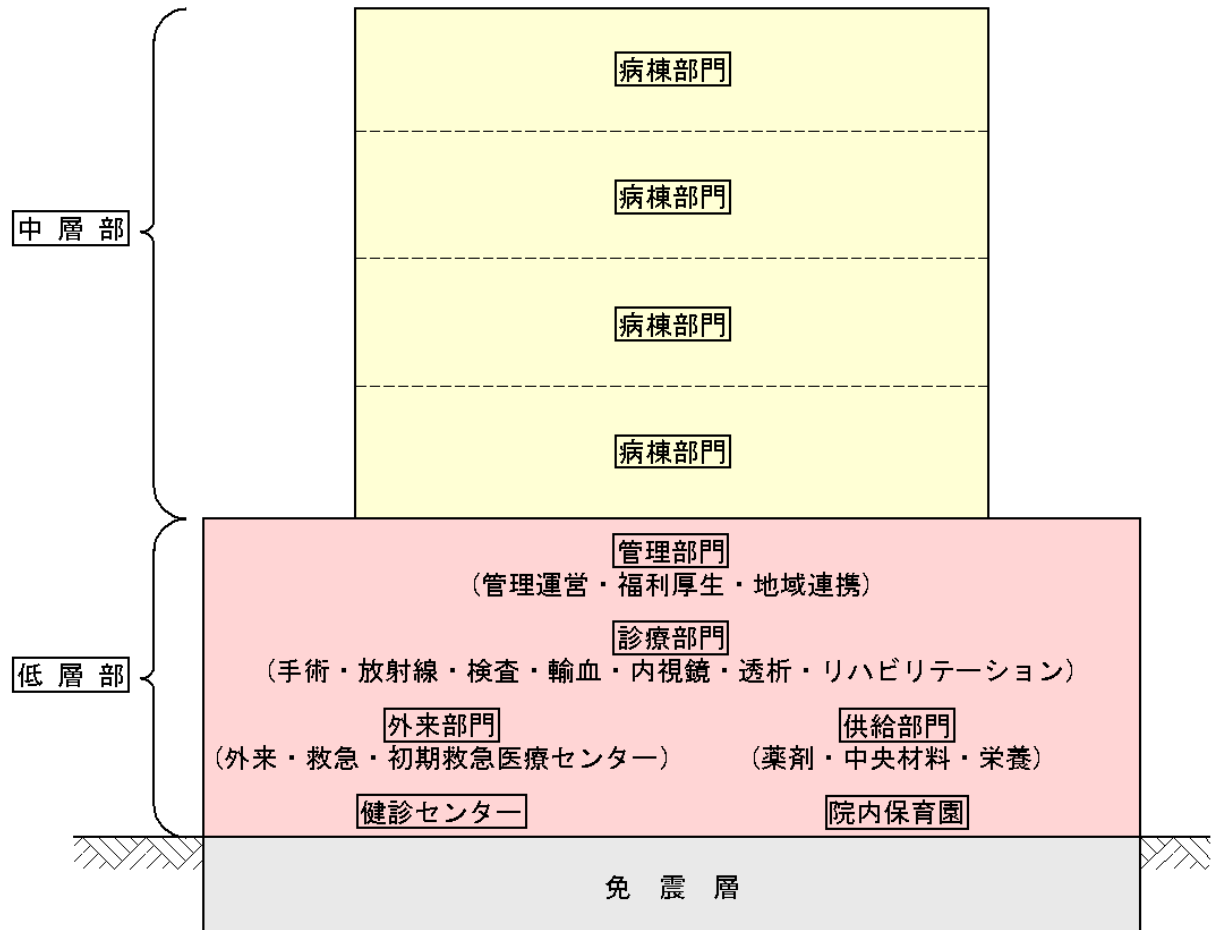 病棟部門
病棟部門
中層部
病棟部門
病棟部門
管理部門
（管理運営・福利厚生・地域連携）
診療部門
（手術・放射線・検査・輸血・内視鏡・透析・リハビリテーション）
低層部
外来部門
（外来・救急・初期救急医療センター）
供給部門
（薬剤・中央材料・栄養）
健診センター
院内保育園
免震層